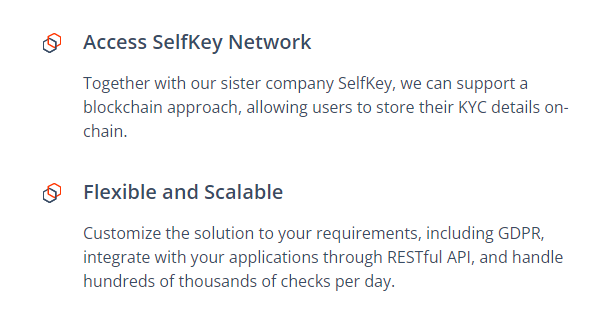 Access SelfKey Network
Together with our sister company SelfKey, we can support a
blockchain approach, allowing users to store their KYC details on-
chain.
Flexible and Scalable
Customize the solution to your requirements, including GDPR,
integrate with your applications through RESTful API, and handle
hundreds of thousands of checks per day.